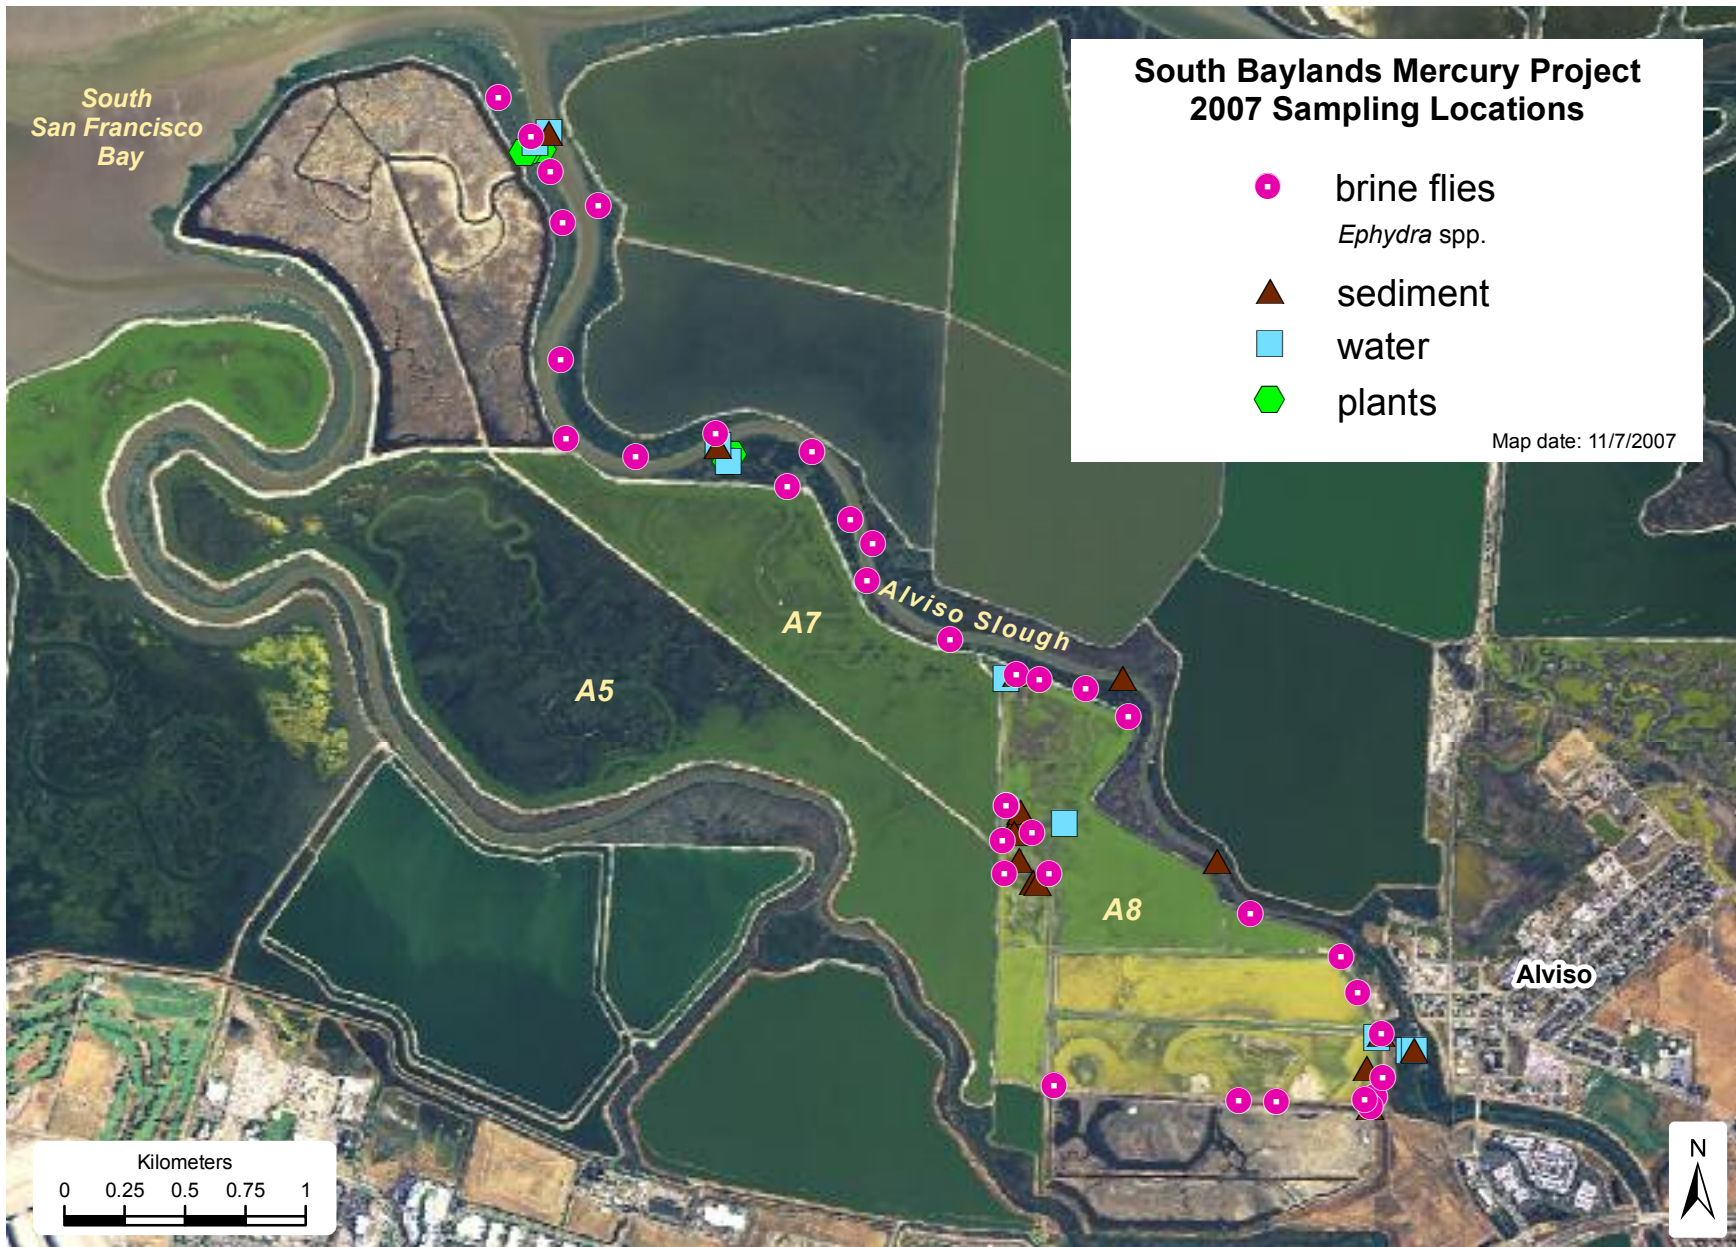 South
San Francisco
Bay
South Baylands Mercury Project
2007 Sampling Locations
brine flies
Ephydra spp.
sediment
water
plants
Map date: 11/7/2007
Alviso Slough
A7
A5
A8
Alviso
Kilometers
0 0.25 0.5 0.75 1
N